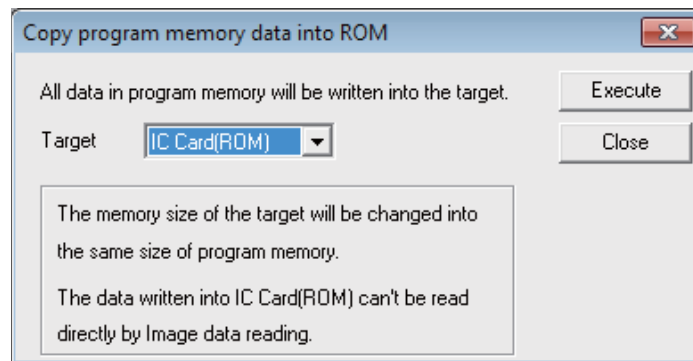 Copy program memory data into ROM
All data in program memory will be written into the target.
Execute
Target
IC Card(ROM)
Close
The memory size of the target will be changed into
the same size of program memory.
The data written into IC Card(ROM) can't be read
directly by Image data reading.